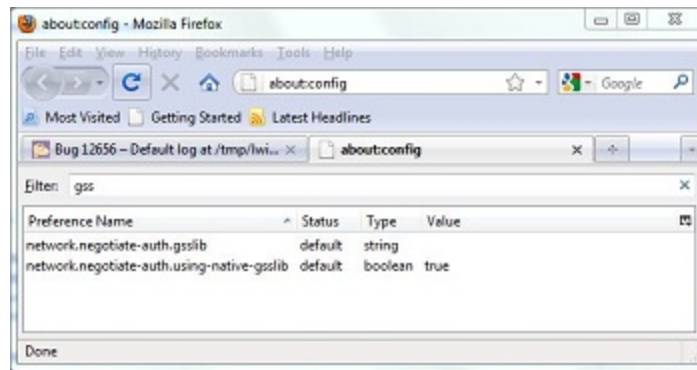 about:config - Mozilla Firefox
File Edit View History Bookmarks Tools Help
about:config
Google
Most Visited Getting Started Latest Headlines
Bug 12656 – Default log at /tmp/lwi...
about:config
Filter: gss
Preference Name Status Type Value
network.negotiate-auth.gsslib default string
network.negotiate-auth.using-native-gsslib default boolean true
Done